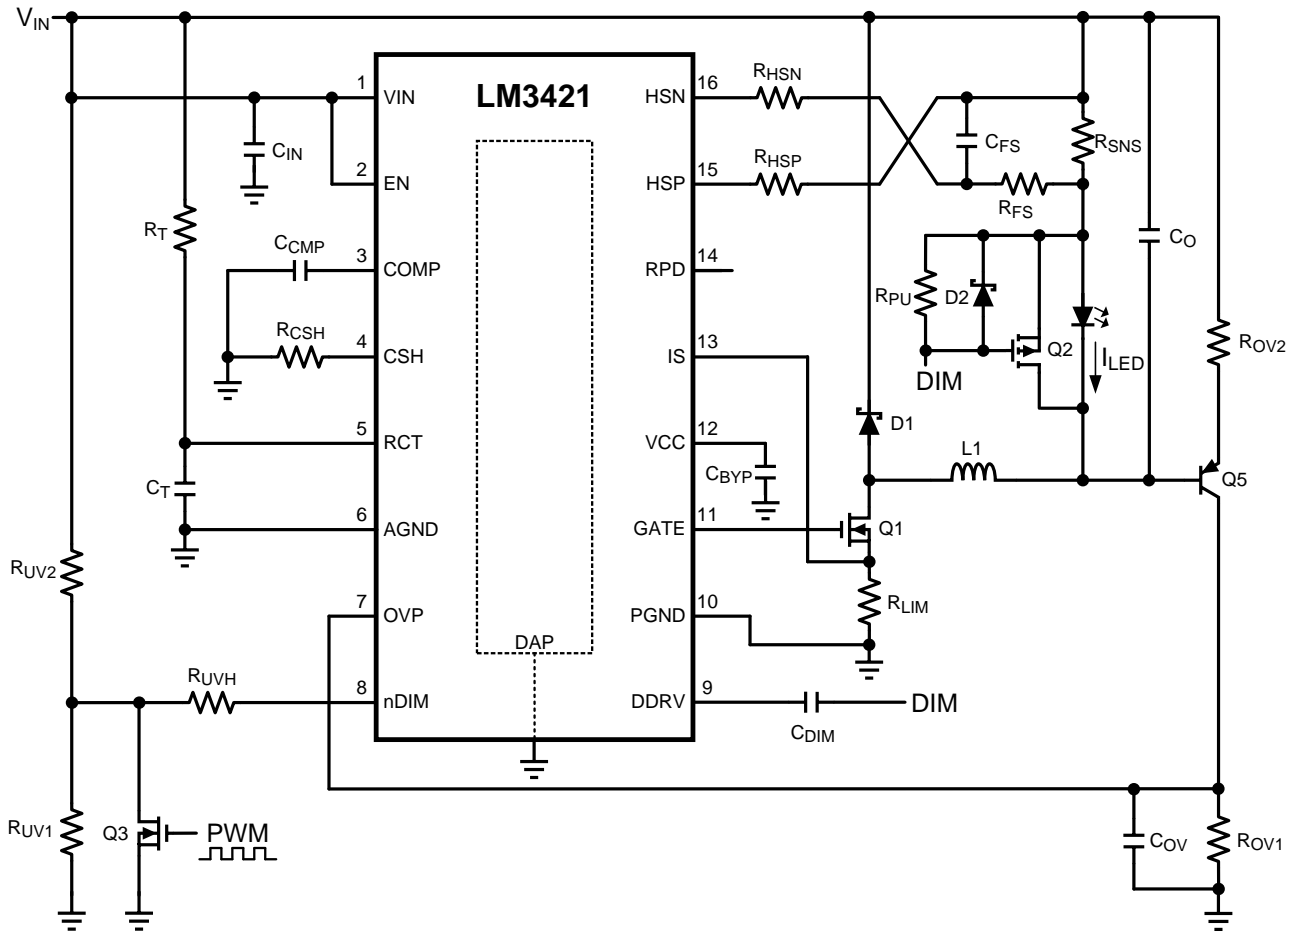 VIN
LM3421
1
VIN
CIN
2
EN
RT
CCMP
3
COMP
RCSH
4
CSH
5
RCT
CT
6
AGND
RUV2
7
OVP
DAP
RUVH
8
nDIM
RUV1
Q3
PWM
16
HSN
RHSN
15
HSP
RHSP
CFS
RSNS
RFS
14
RPD
RPU
D2
Q2
DIM
ILED
CO
ROV2
13
IS
12
VCC
CBYP
D1
L1
Q5
11
GATE
Q1
RLIM
10
PGND
9
DDRV
CDIM
DIM
COV
ROV1